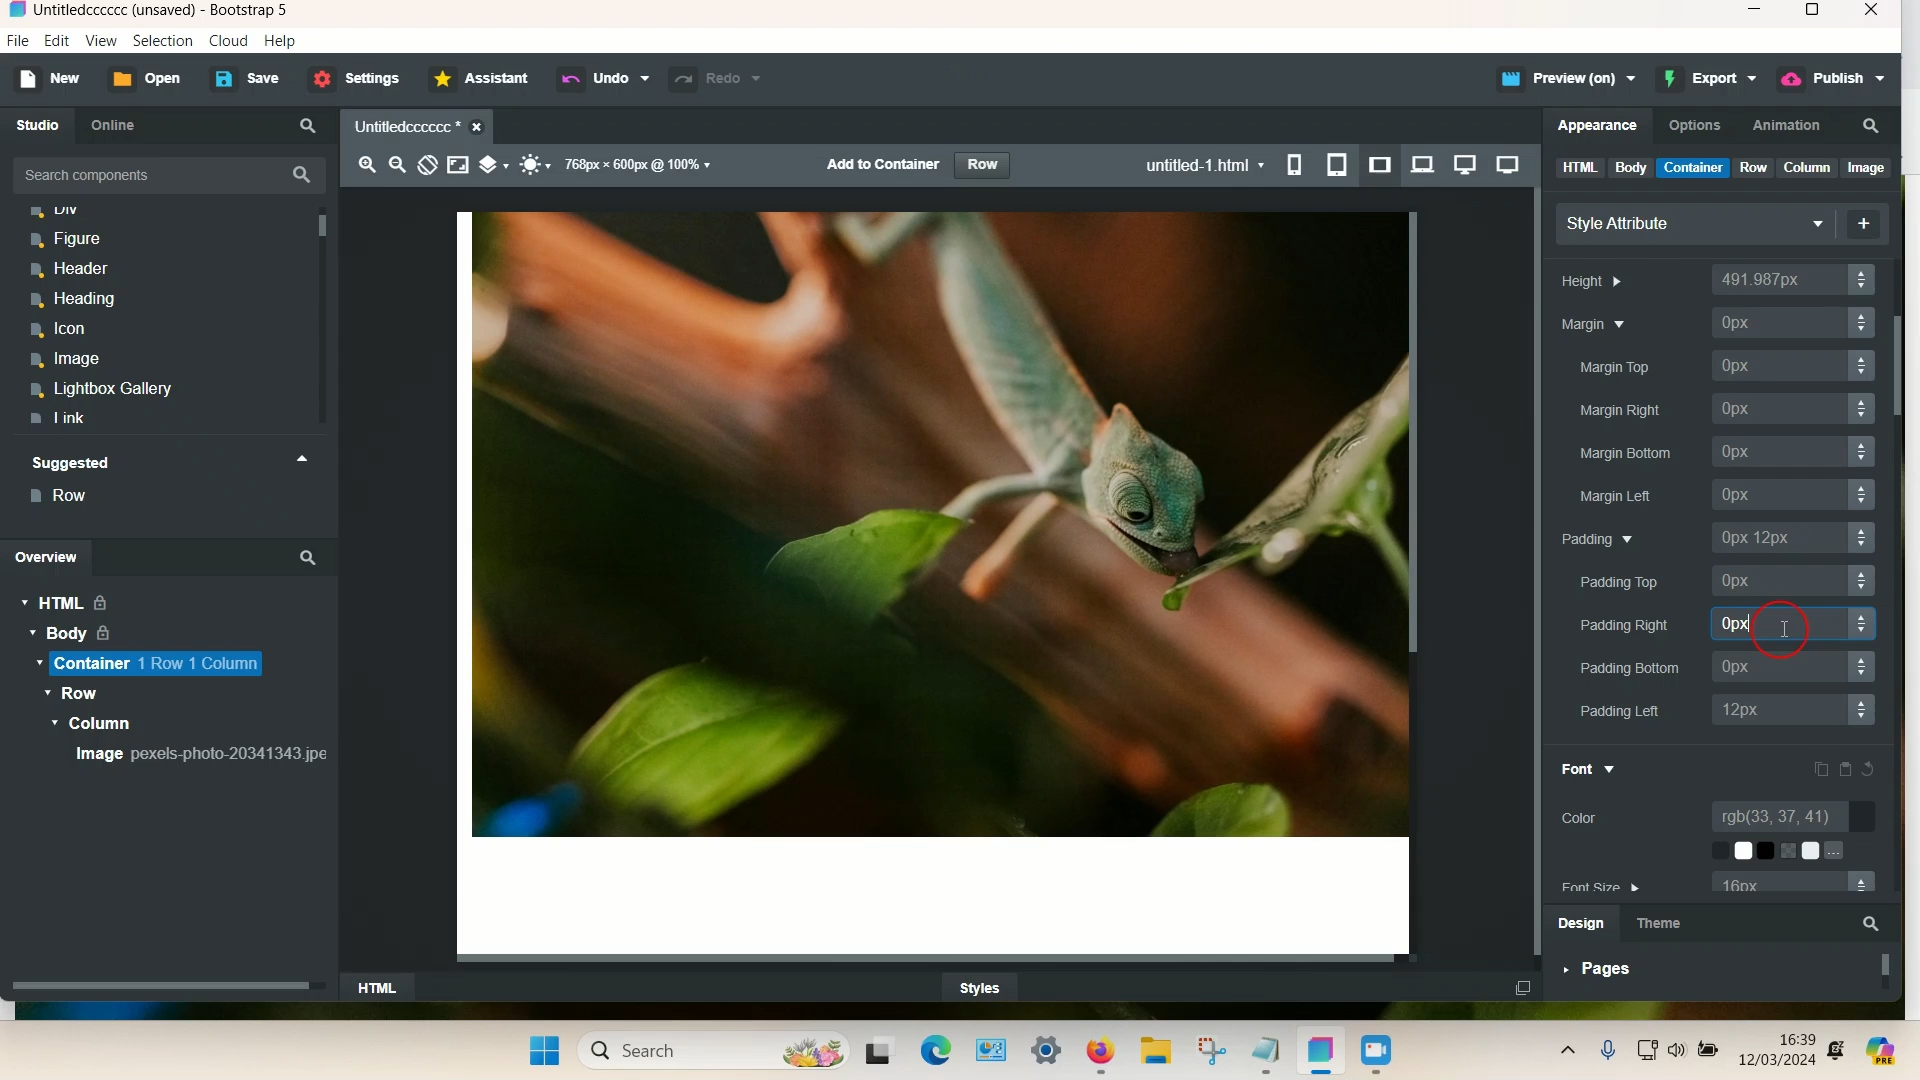 Untitledcccccc (unsaved) - Bootstrap 5
File Edit View Selection Cloud Help
New Open Save Settings Assistant Undo Redo Preview (on) Export Publish
Studio Online
Untitledcccccc *
Appearance Options Animation
Search components
768px × 600px @ 100%
Add to Container Row
untitled-1.html
HTML Body Container Row Column Image
Div
Figure
Header
Heading
Icon
Image
Lightbox Gallery
Link
Suggested
Row
Overview
HTML
Body
Container 1 Row 1 Column
Row
Column
Image pexels-photo-20341343.jpe
HTML
Styles
Style Attribute
Height 491.987px
Margin 0px
Margin Top 0px
Margin Right 0px
Margin Bottom 0px
Margin Left 0px
Padding 0px 12px
Padding Top 0px
Padding Right 0px
Padding Bottom 0px
Padding Left 12px
Font
Color rgb(33, 37, 41)
...
Font Size 16px
Design Theme
Pages
Search
16:39
12/03/2024
PRE